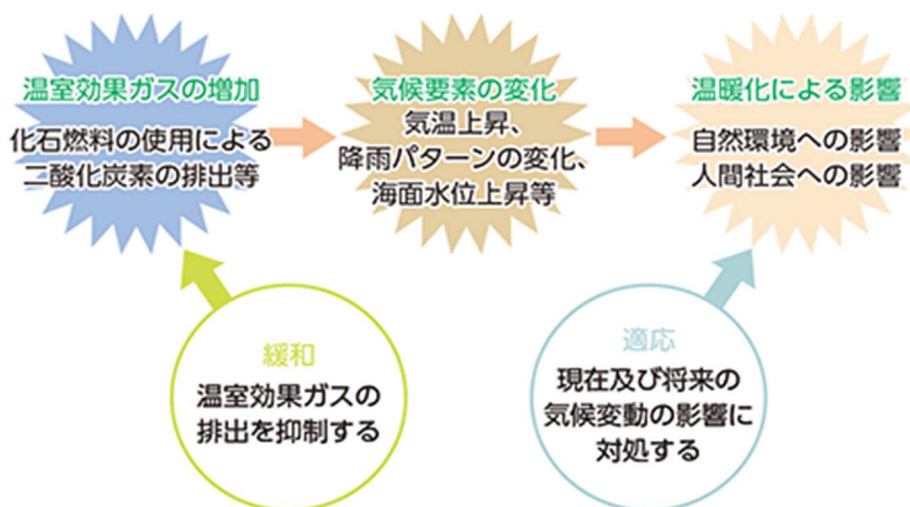 温室効果ガスの増加
化石燃料の使用による
二酸化炭素の排出等
気候要素の変化
気温上昇、
降雨パターンの変化、
海面水位上昇等
温暖化による影響
自然環境への影響
人間社会への影響
緩和
温室効果ガスの
排出を抑制する
適応
現在及び将来の
気候変動の影響に
対処する